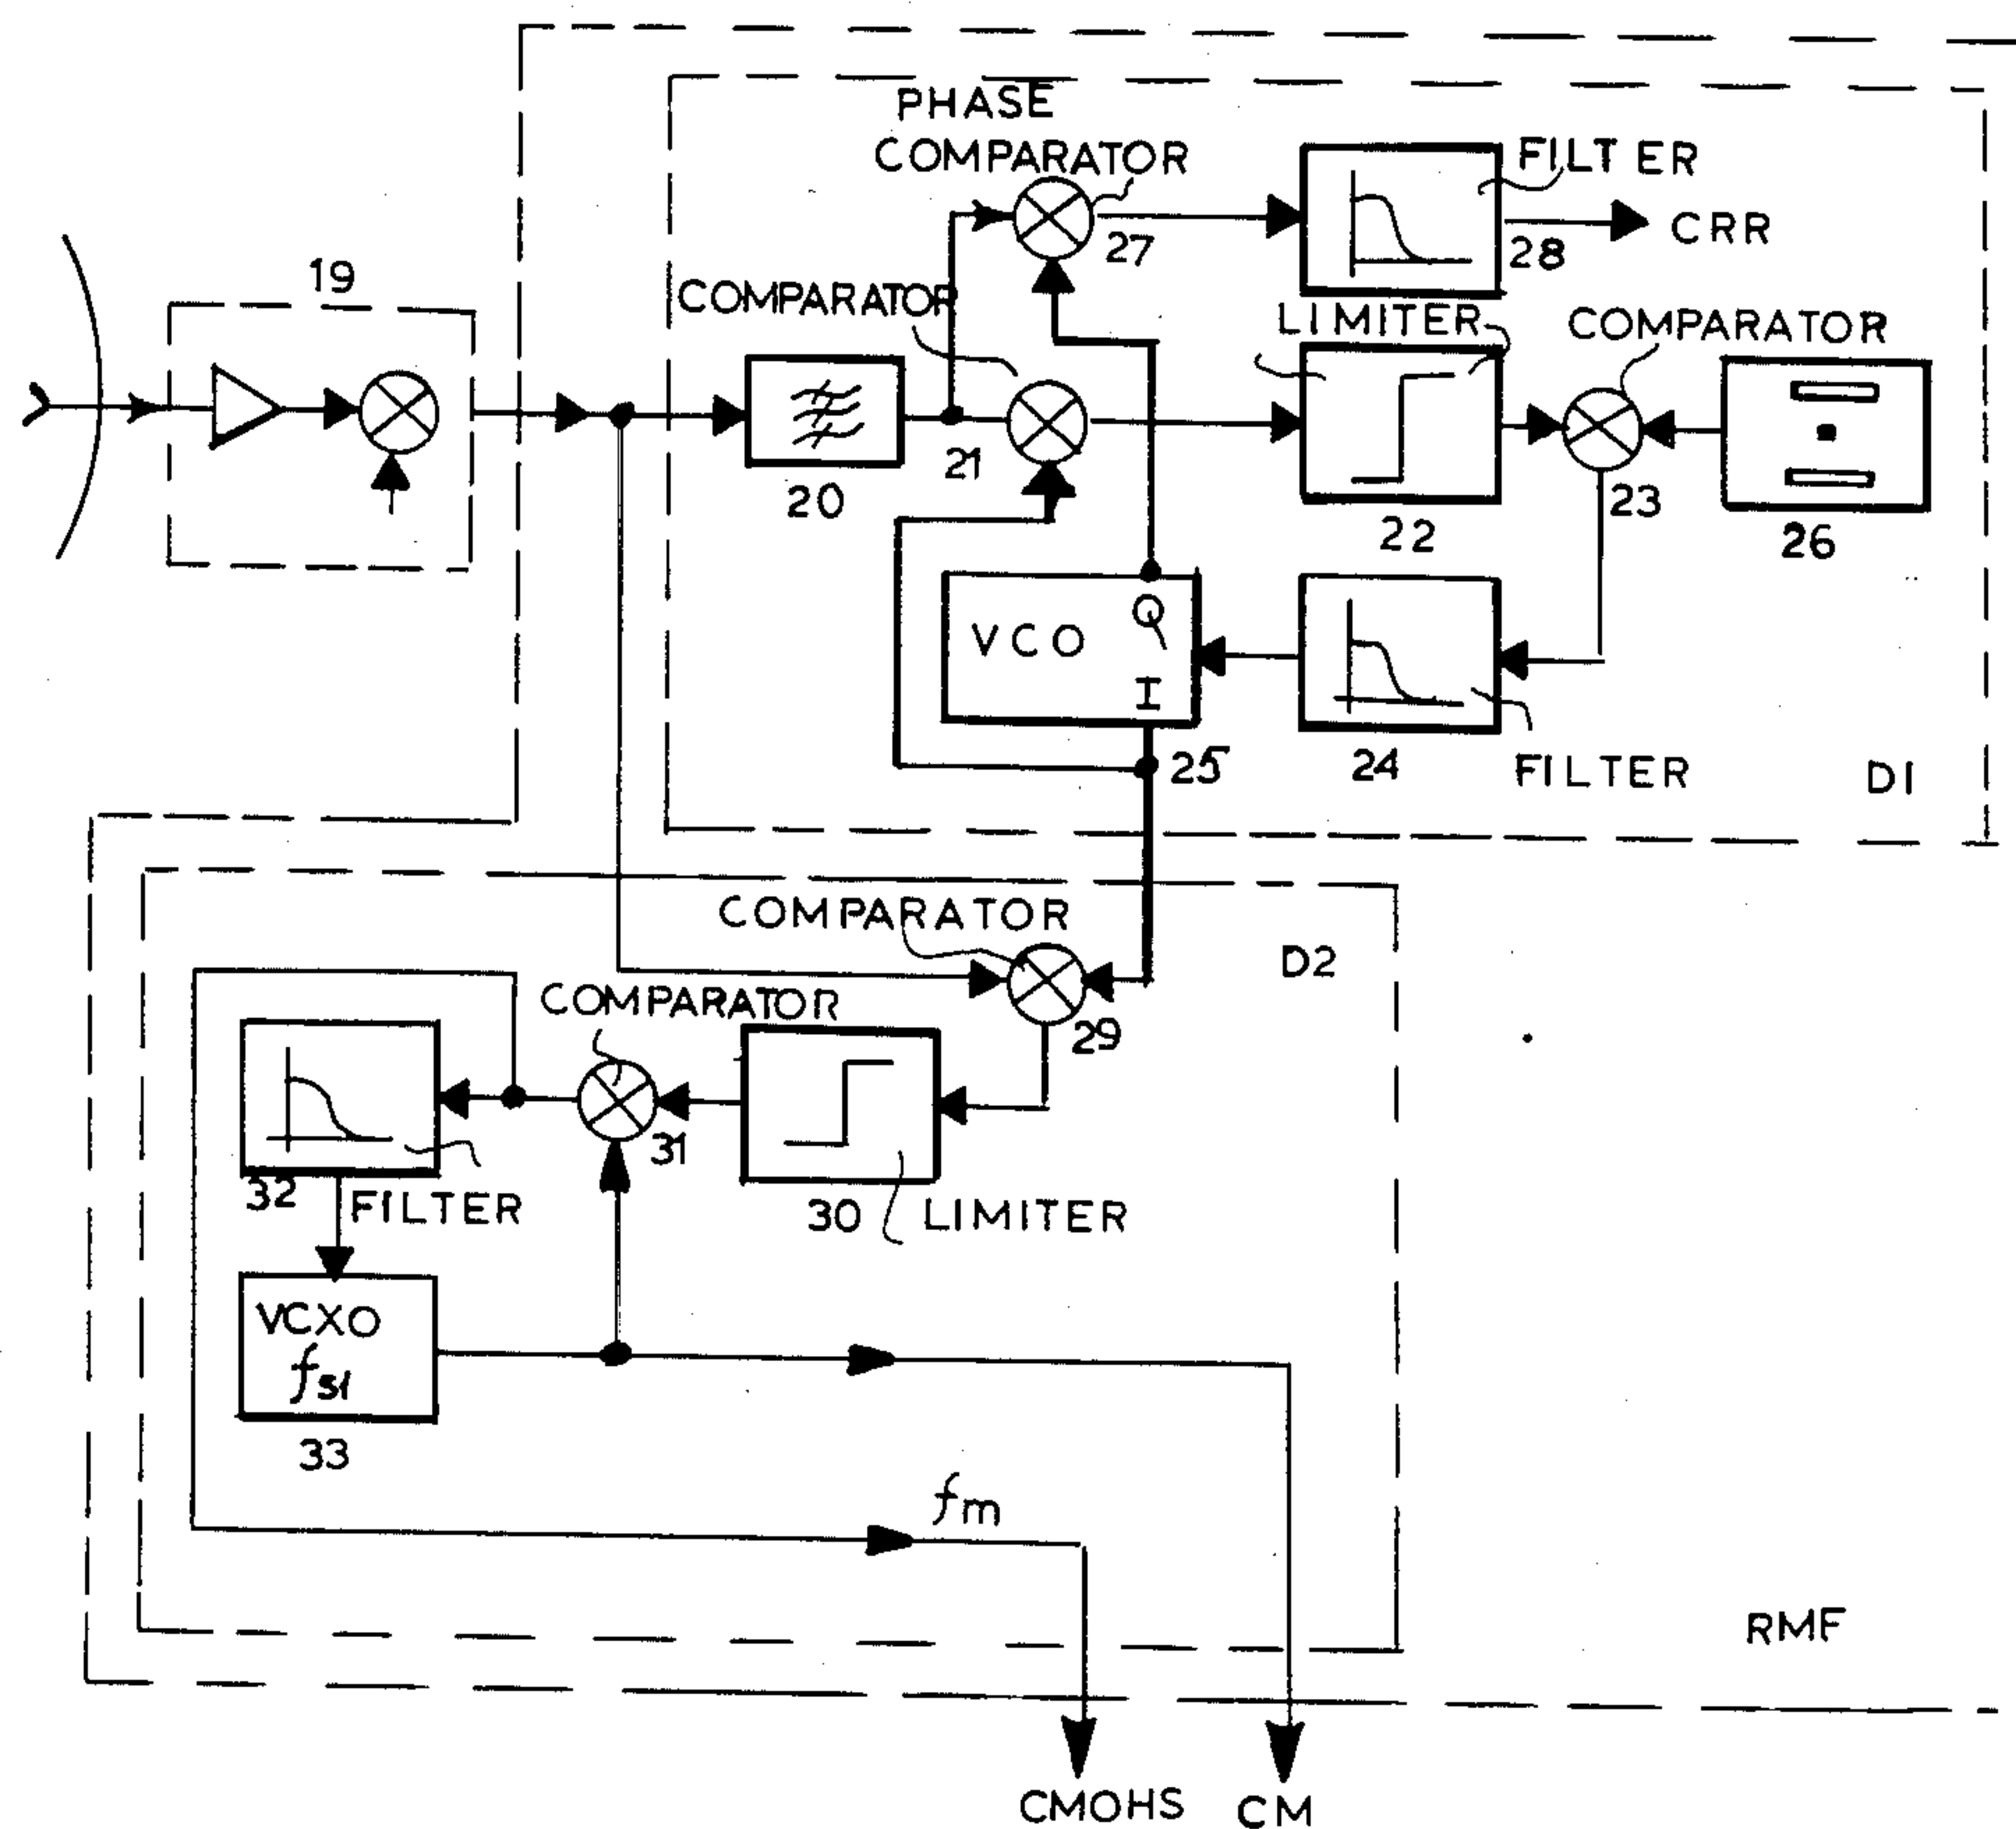 PHASE
COMPARATOR
FILTER
27
28
CRR
19
COMPARATOR
LIMITER
COMPARATOR
20
21
22
23
26
VCO
Q
I
25
24
FILTER
D1
COMPARATOR
D2
COMPARATOR
29
31
32
FILTER
30
LIMITER
VCXO
fs1
33
fm
RMF
CMOHS
CM